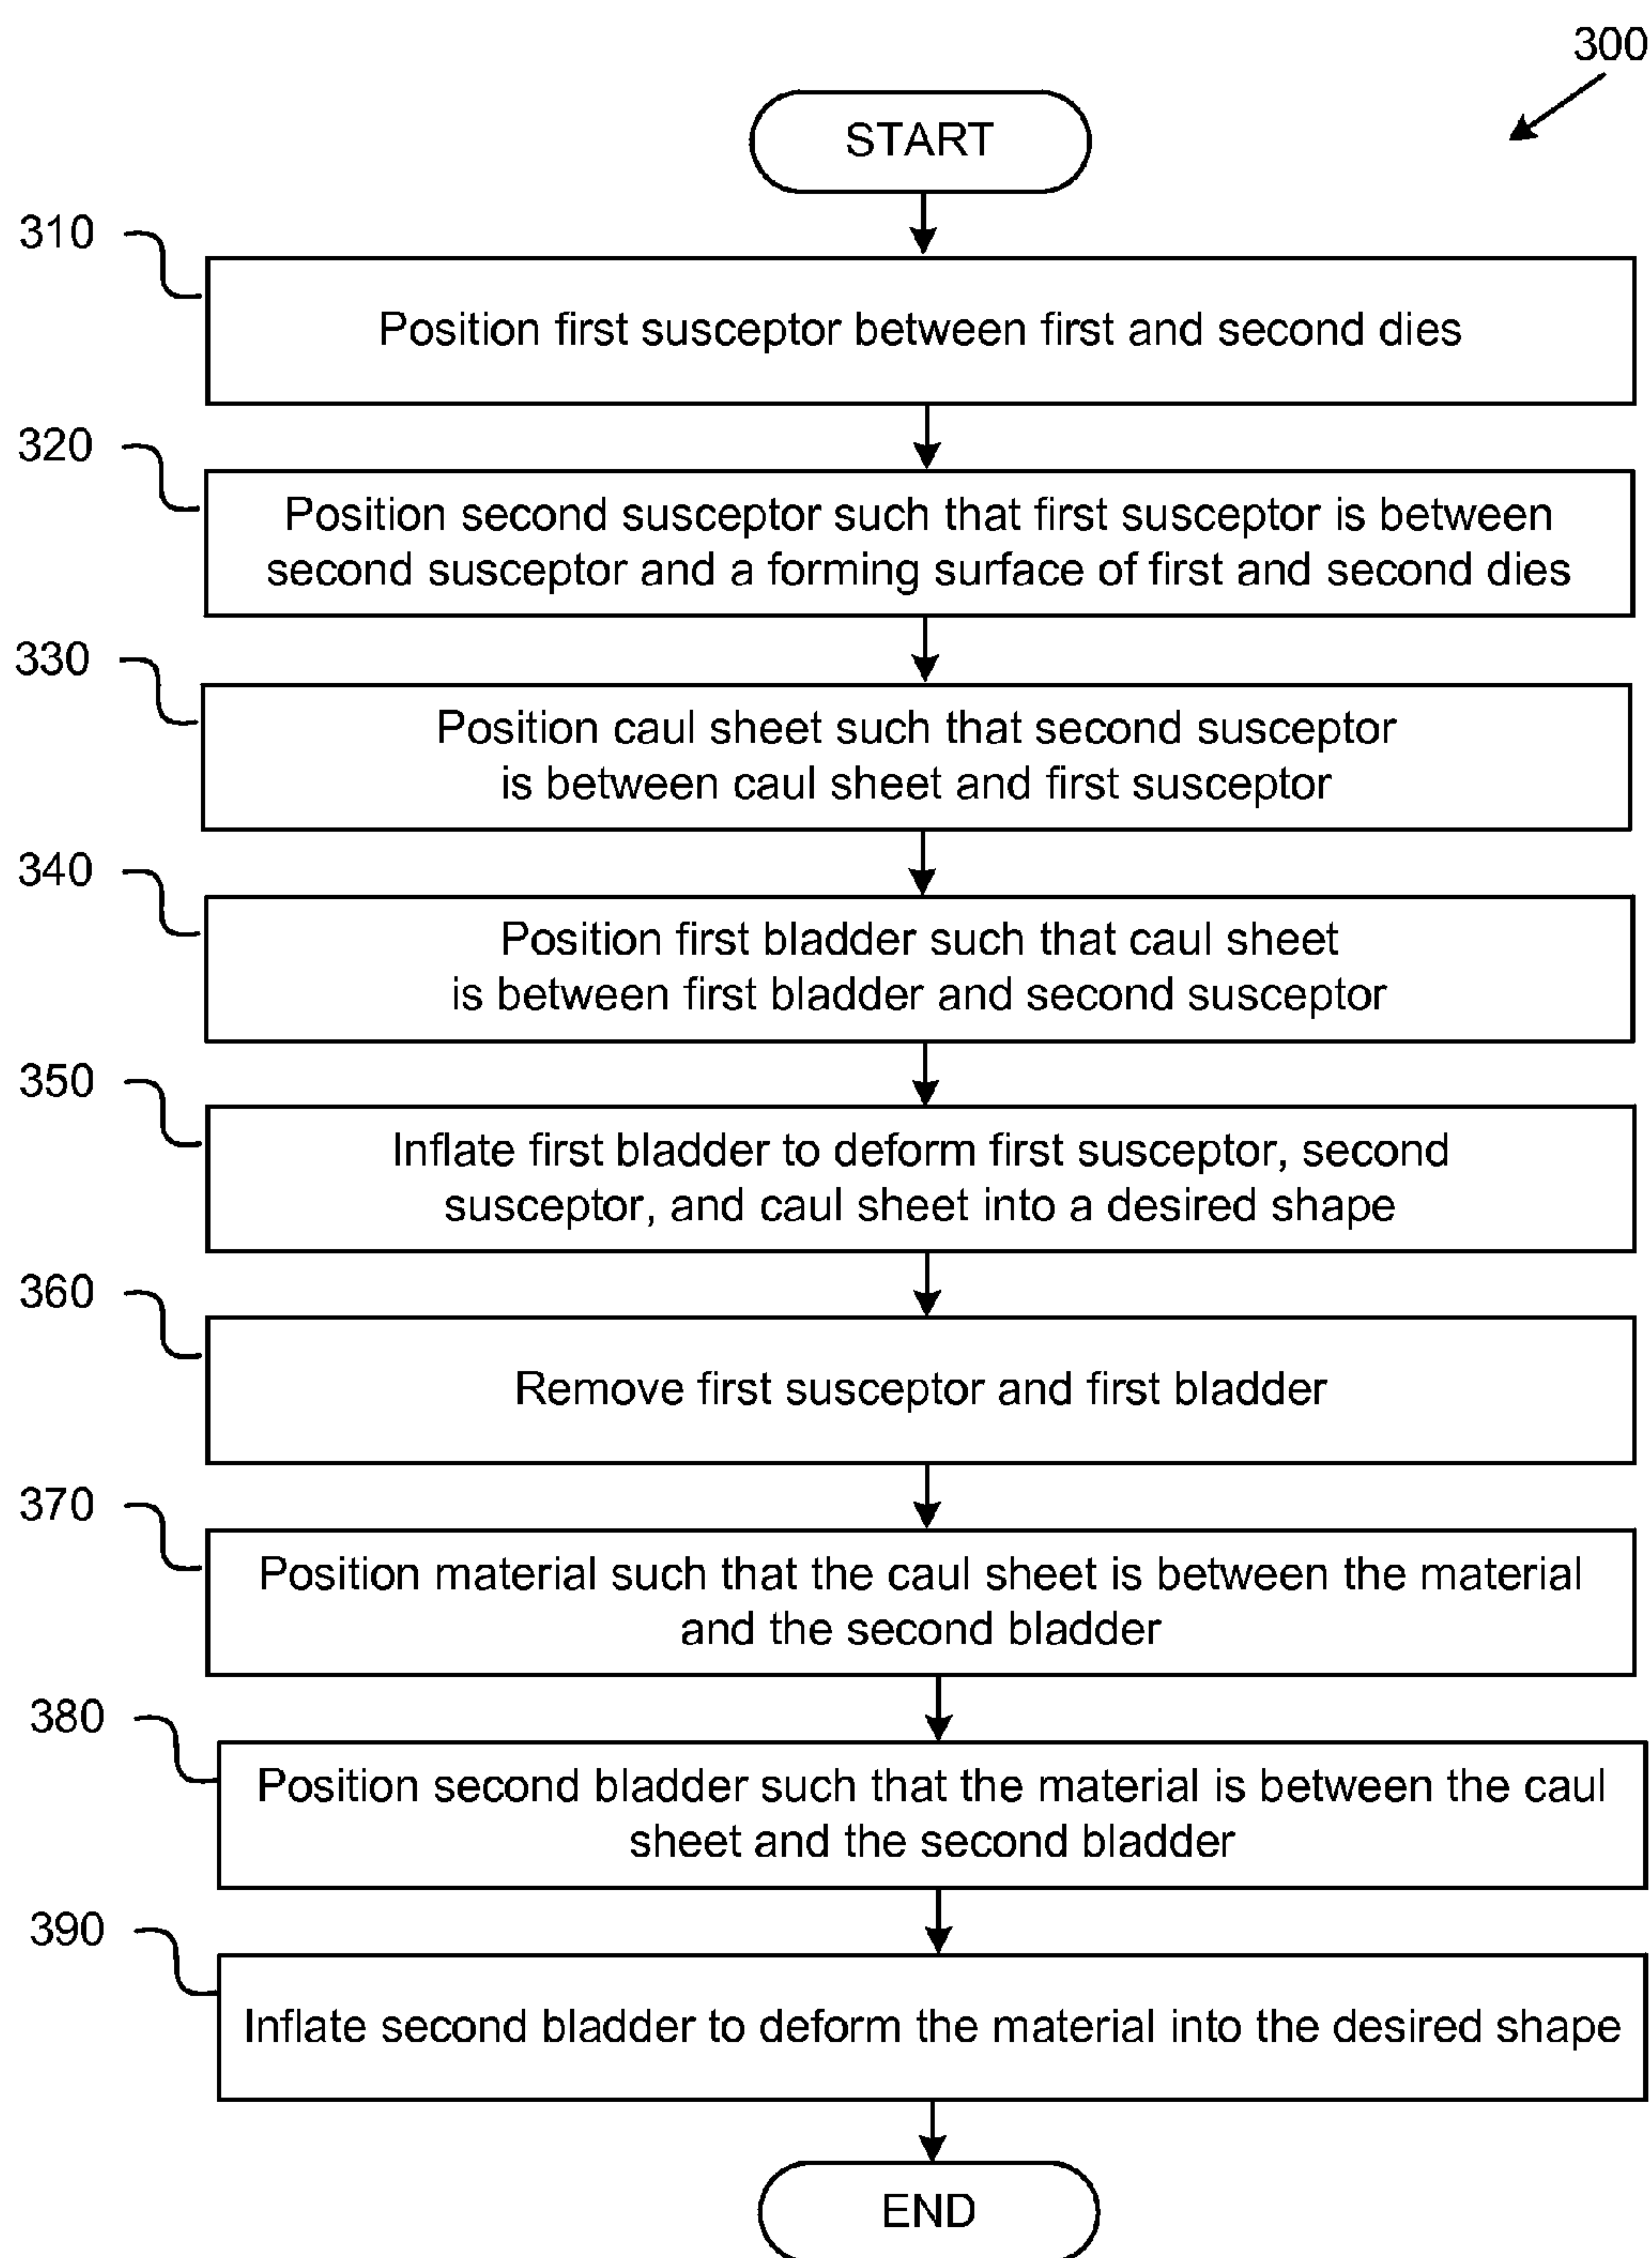 300
START
310
Position first susceptor between first and second dies
320
Position second susceptor such that first susceptor is between
second susceptor and a forming surface of first and second dies
330
Position caul sheet such that second susceptor
is between caul sheet and first susceptor
340
Position first bladder such that caul sheet
is between first bladder and second susceptor
350
Inflate first bladder to deform first susceptor, second
susceptor, and caul sheet into a desired shape
360
Remove first susceptor and first bladder
370
Position material such that the caul sheet is between the material
and the second bladder
380
Position second bladder such that the material is between the caul
sheet and the second bladder
390
Inflate second bladder to deform the material into the desired shape
END